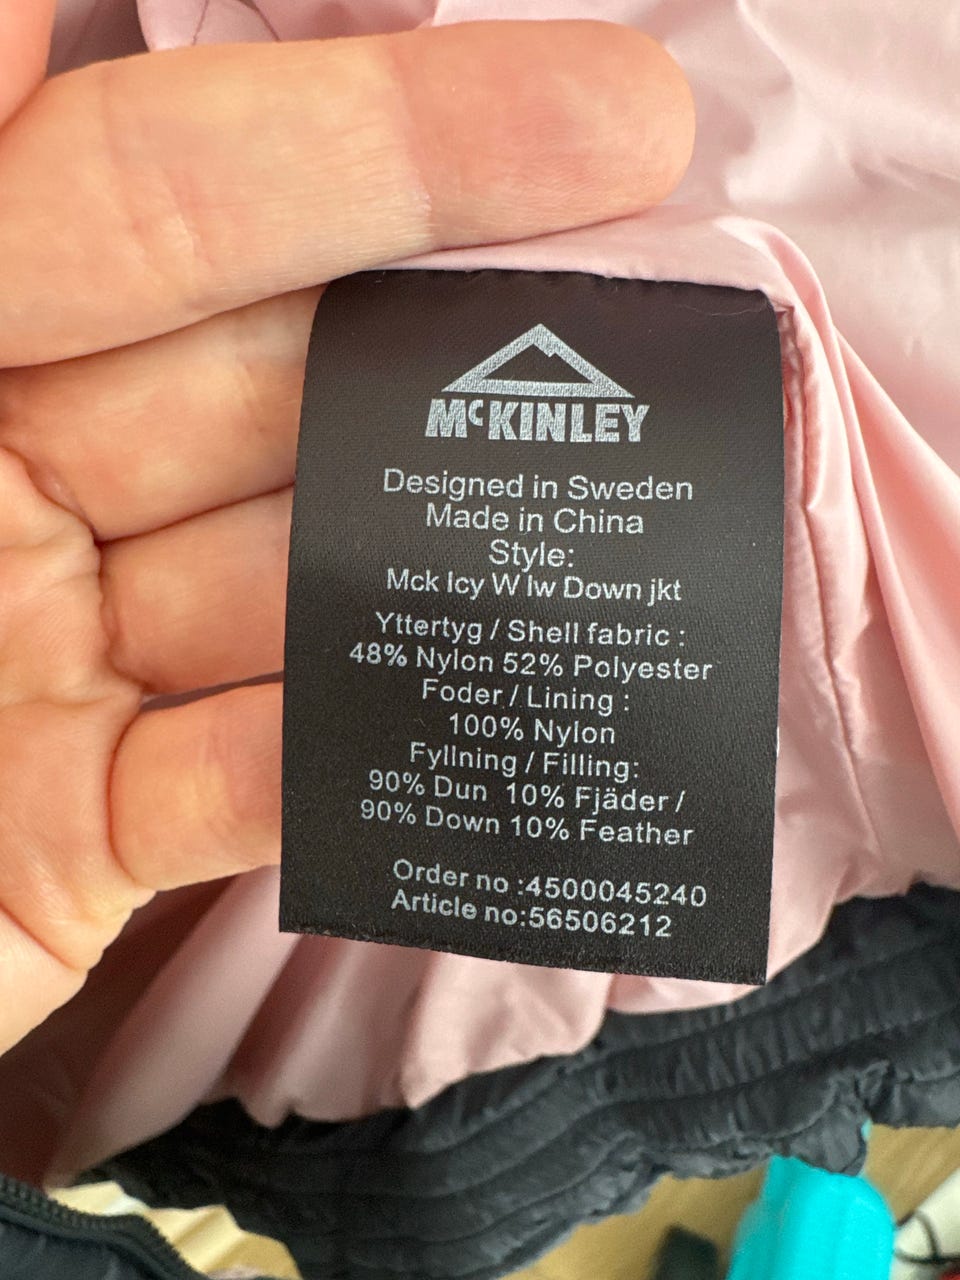 McKINLEY
Designed in Sweden
Made in China
Style:
Mck Icy W lw Down jkt
Yttertyg / Shell fabric :
48% Nylon 52% Polyester
Foder / Lining :
100% Nylon
Fyllning / Filling:
90% Dun 10% Fjäder /
90% Down 10% Feather
Order no :4500045240
Article no:56506212